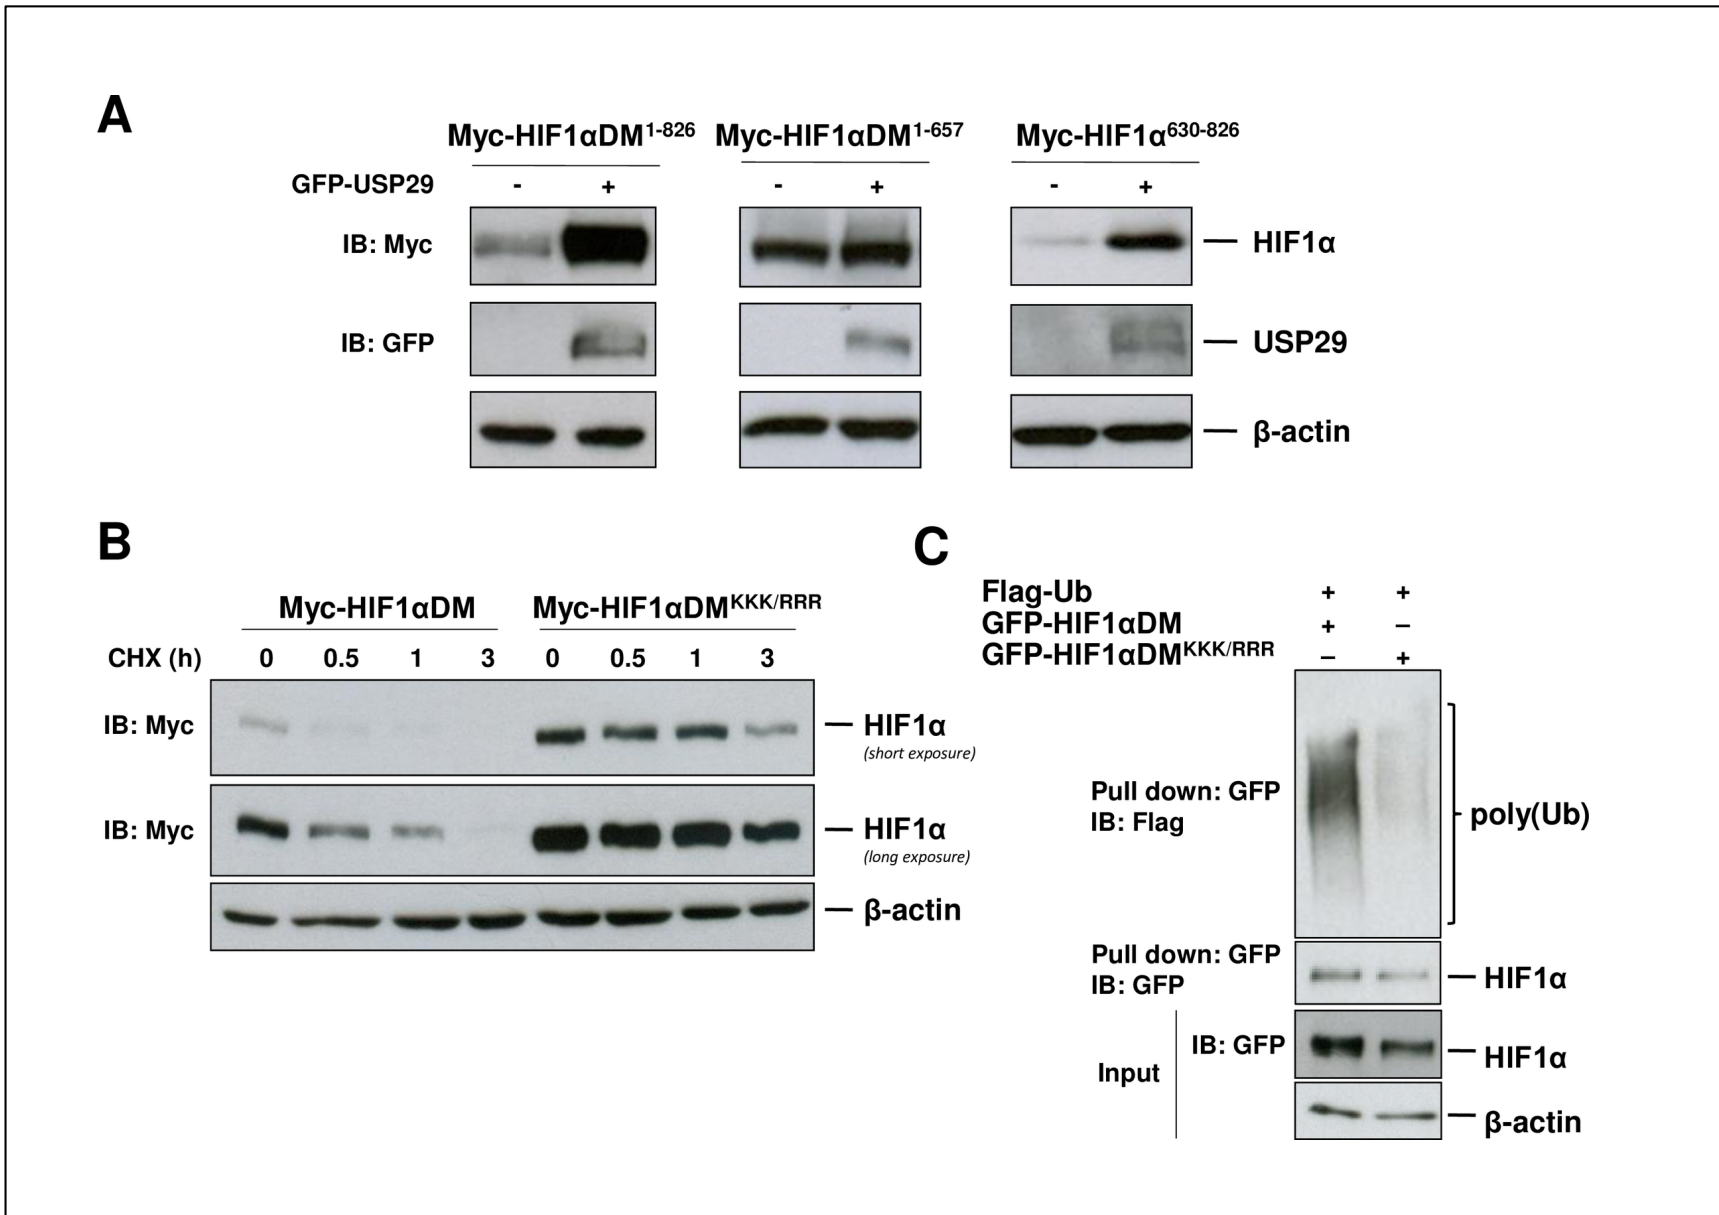 A
Myc-HIF1αDM1-826 Myc-HIF1αDM1-657 Myc-HIF1α630-826
GFP-USP29 - + - + - +
IB: Myc HIF1α
IB: GFP USP29
β-actin
B
Myc-HIF1αDM Myc-HIF1αDMKKK/RRR
CHX (h) 0 0.5 1 3 0 0.5 1 3
IB: Myc HIF1α
(short exposure)
IB: Myc HIF1α
(long exposure)
β-actin
C
Flag-Ub + +
GFP-HIF1αDM + –
GFP-HIF1αDMKKK/RRR – +
Pull down: GFP
IB: Flag
poly(Ub)
Pull down: GFP
IB: GFP
HIF1α
Input
IB: GFP
HIF1α
β-actin